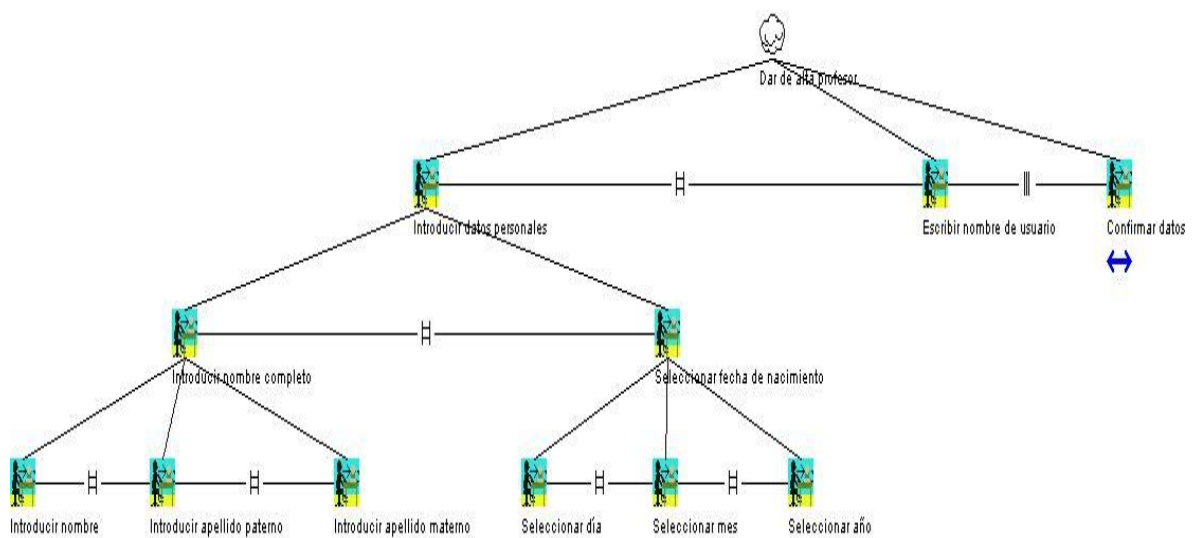 Dar de alta profesor
Introducir datos personales
Escribir nombre de usuario
Confirmar datos
Introducir nombre completo
Seleccionar fecha de nacimiento
Introducir nombre
Introducir apellido paterno
Introducir apellido materno
Seleccionar día
Seleccionar mes
Seleccionar año